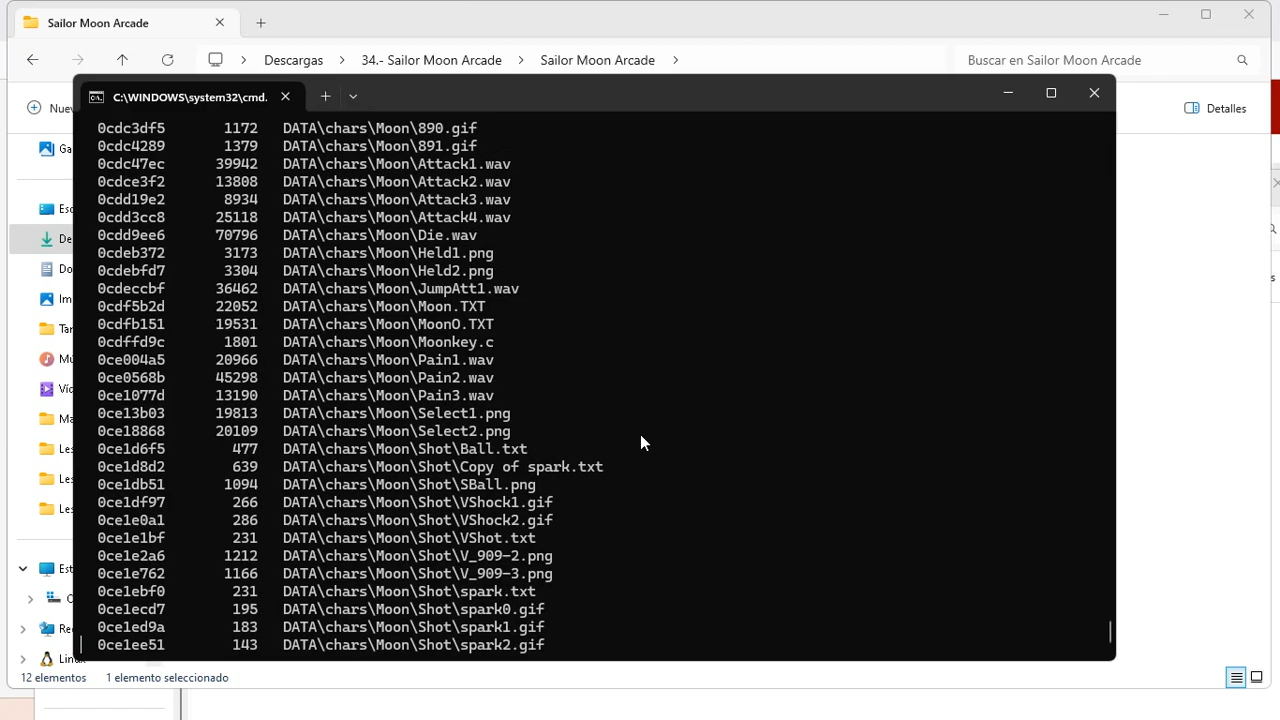 Sailor Moon Arcade
Descargas > 34.- Sailor Moon Arcade > Sailor Moon Arcade >
Buscar en Sailor Moon Arcade
C:\WINDOWS\system32\cmd.
Detalles
0cdc3df5 1172 DATA\chars\Moon\890.gif
0cdc4289 1379 DATA\chars\Moon\891.gif
0cdc47ec 39942 DATA\chars\Moon\Attack1.wav
0cdce3f2 13808 DATA\chars\Moon\Attack2.wav
0cdd19e2 8934 DATA\chars\Moon\Attack3.wav
0cdd3cc8 25118 DATA\chars\Moon\Attack4.wav
0cdd9ee6 70796 DATA\chars\Moon\Die.wav
0cdeb372 3173 DATA\chars\Moon\Held1.png
0cdebfd7 3304 DATA\chars\Moon\Held2.png
0cdeccbf 36462 DATA\chars\Moon\JumpAtt1.wav
0cdf5b2d 22052 DATA\chars\Moon\Moon.TXT
0cdfb151 19531 DATA\chars\Moon\MoonO.TXT
0cdffd9c 1801 DATA\chars\Moon\Moonkey.c
0ce004a5 20966 DATA\chars\Moon\Pain1.wav
0ce0568b 45298 DATA\chars\Moon\Pain2.wav
0ce1077d 13190 DATA\chars\Moon\Pain3.wav
0ce13b03 19813 DATA\chars\Moon\Select1.png
0ce18868 20109 DATA\chars\Moon\Select2.png
0ce1d6f5 477 DATA\chars\Moon\Shot\Ball.txt
0ce1d8d2 639 DATA\chars\Moon\Shot\Copy of spark.txt
0ce1db51 1094 DATA\chars\Moon\Shot\SBall.png
0ce1df97 266 DATA\chars\Moon\Shot\VShock1.gif
0ce1e0a1 286 DATA\chars\Moon\Shot\VShock2.gif
0ce1e1bf 231 DATA\chars\Moon\Shot\VShot.txt
0ce1e2a6 1212 DATA\chars\Moon\Shot\V_909-2.png
0ce1e762 1166 DATA\chars\Moon\Shot\V_909-3.png
0ce1ebf0 231 DATA\chars\Moon\Shot\spark.txt
0ce1ecd7 195 DATA\chars\Moon\Shot\spark0.gif
0ce1ed9a 183 DATA\chars\Moon\Shot\spark1.gif
0ce1ee51 143 DATA\chars\Moon\Shot\spark2.gif
12 elementos 1 elemento seleccionado